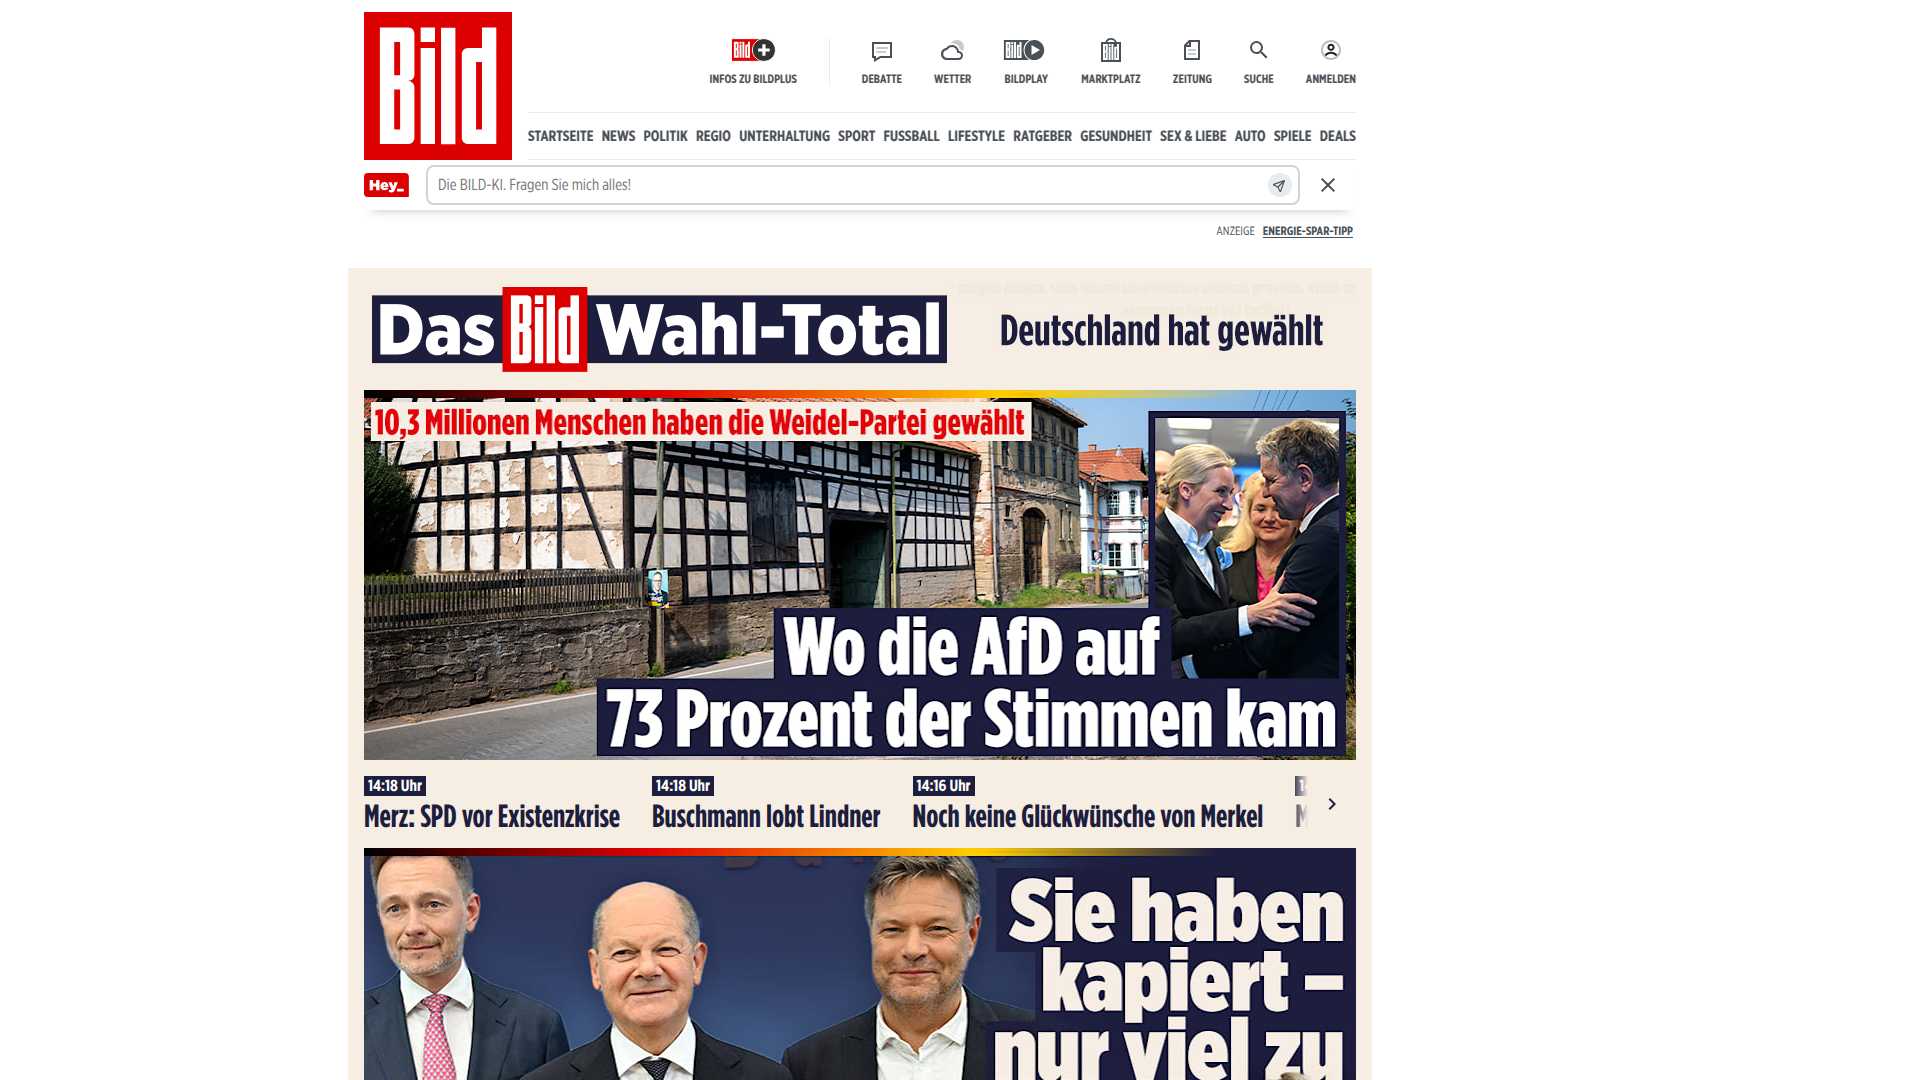 Bild
Bild
INFOS ZU BILDPLUS
DEBATTE
WETTER
Bild
BILDPLAY
Bild
MARKTPLATZ
ZEITUNG
SUCHE
ANMELDEN
STARTSEITE NEWS POLITIK REGIO UNTERHALTUNG SPORT FUSSBALL LIFESTYLE RATGEBER GESUNDHEIT SEX & LIEBE AUTO SPIELE DEALS
Hey_
Die BILD-KI. Fragen Sie mich alles!
ANZEIGE ENERGIE-SPAR-TIPP
Das Bild Wahl-Total
Deutschland hat gewählt
10,3 Millionen Menschen haben die Weidel-Partei gewählt
Wo die AfD auf
73 Prozent der Stimmen kam
14:18 Uhr
Merz: SPD vor Existenzkrise
14:18 Uhr
Buschmann lobt Lindner
14:16 Uhr
Noch keine Glückwünsche von Merkel
Sie haben
kapiert –
nur viel zu